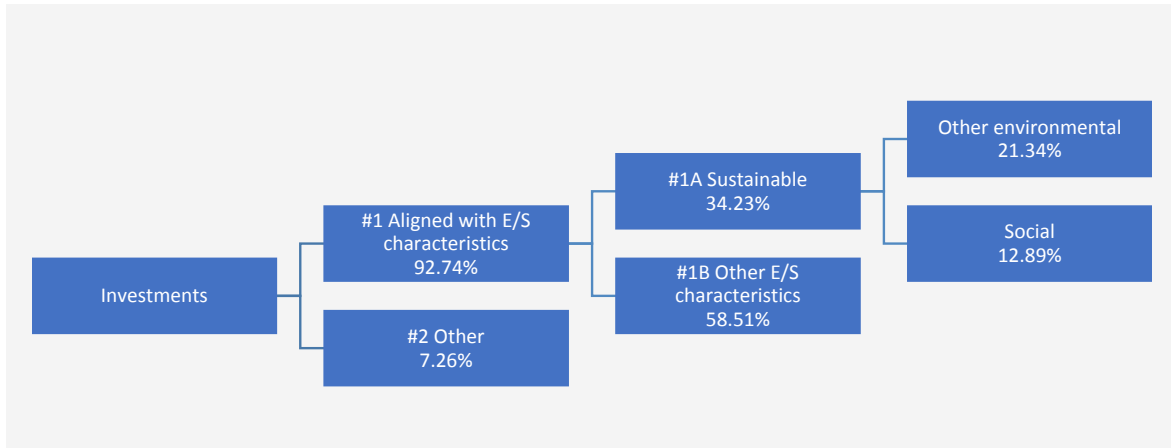 Investments
#1 Aligned with E/S
characteristics
92.74%
#2 Other
7.26%
#1A Sustainable
34.23%
#1B Other E/S
characteristics
58.51%
Other environmental
21.34%
Social
12.89%